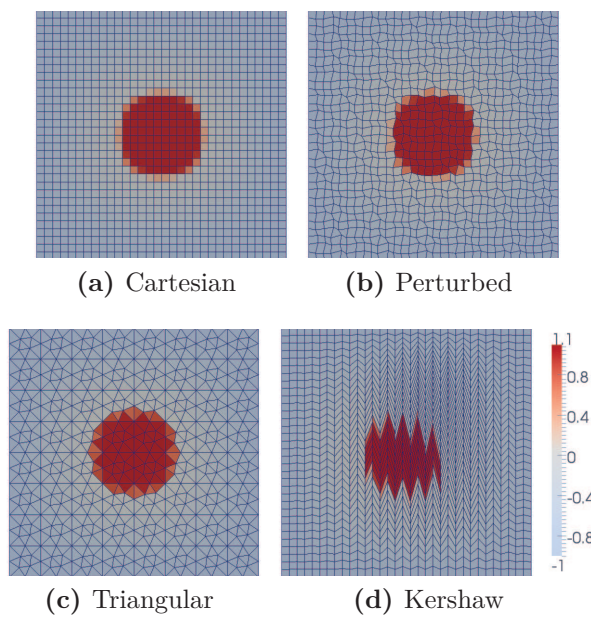 (a) Cartesian
(b) Perturbed
1.1
0.8
0.4
0
-0.4
-0.8
-1
(c) Triangular
(d) Kershaw